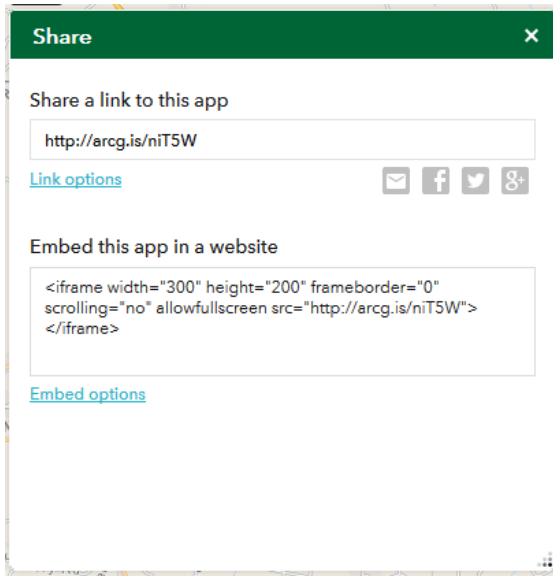 Share
Share a link to this app
http://arcg.is/niT5W
Link options
Embed this app in a website
<iframe width="300" height="200" frameborder="0"
scrolling="no" allowfullscreen src="http://arcg.is/niT5W">
</iframe>
Embed options